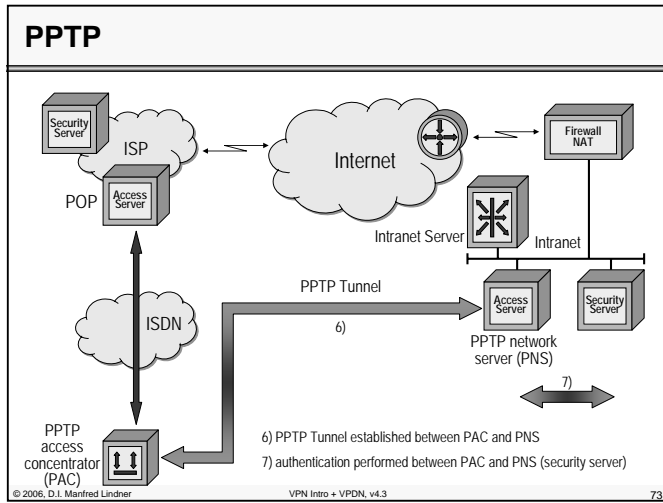 PPTP
Security
Server
ISP
POP
Access
Server
Internet
Firewall
NAT
Intranet Server
Intranet
PPTP Tunnel
6)
ISDN
Access
Server
Security
Server
PPTP network
server (PNS)
7)
PPTP
access
concentrator
(PAC)
6) PPTP Tunnel established between PAC and PNS
7) authentication performed between PAC and PNS (security server)
© 2006, D.I. Manfred Lindner
VPN Intro + VPDN, v4.3
73